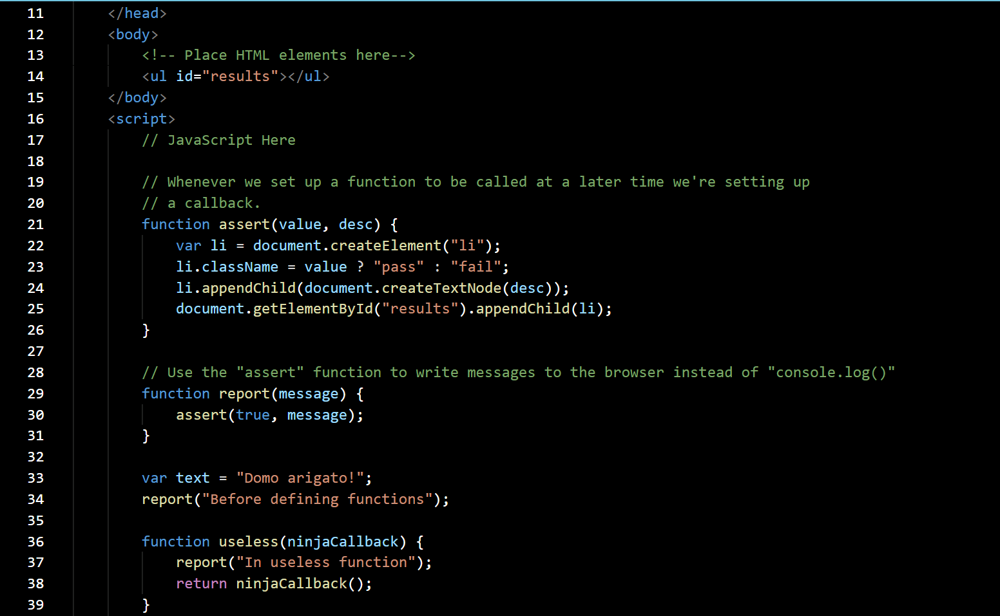 11 </head>
12 <body>
13 <!-- Place HTML elements here-->
14 <ul id="results"></ul>
15 </body>
16 <script>
17 // JavaScript Here
18
19 // Whenever we set up a function to be called at a later time we're setting up
20 // a callback.
21 function assert(value, desc) {
22 var li = document.createElement("li");
23 li.className = value ? "pass" : "fail";
24 li.appendChild(document.createTextNode(desc));
25 document.getElementById("results").appendChild(li);
26 }
27
28 // Use the "assert" function to write messages to the browser instead of "console.log()"
29 function report(message) {
30 assert(true, message);
31 }
32
33 var text = "Domo arigato!";
34 report("Before defining functions");
35
36 function useless(ninjaCallback) {
37 report("In useless function");
38 return ninjaCallback();
39 }